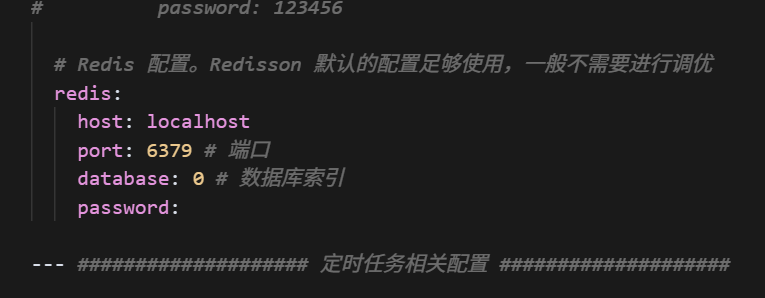 # password: 123456
# Redis 配置。Redisson 默认的配置足够使用，一般不需要进行调优
redis:
host: localhost
port: 6379 # 端口
database: 0 # 数据库索引
password:
--- #################### 定时任务相关配置 ####################